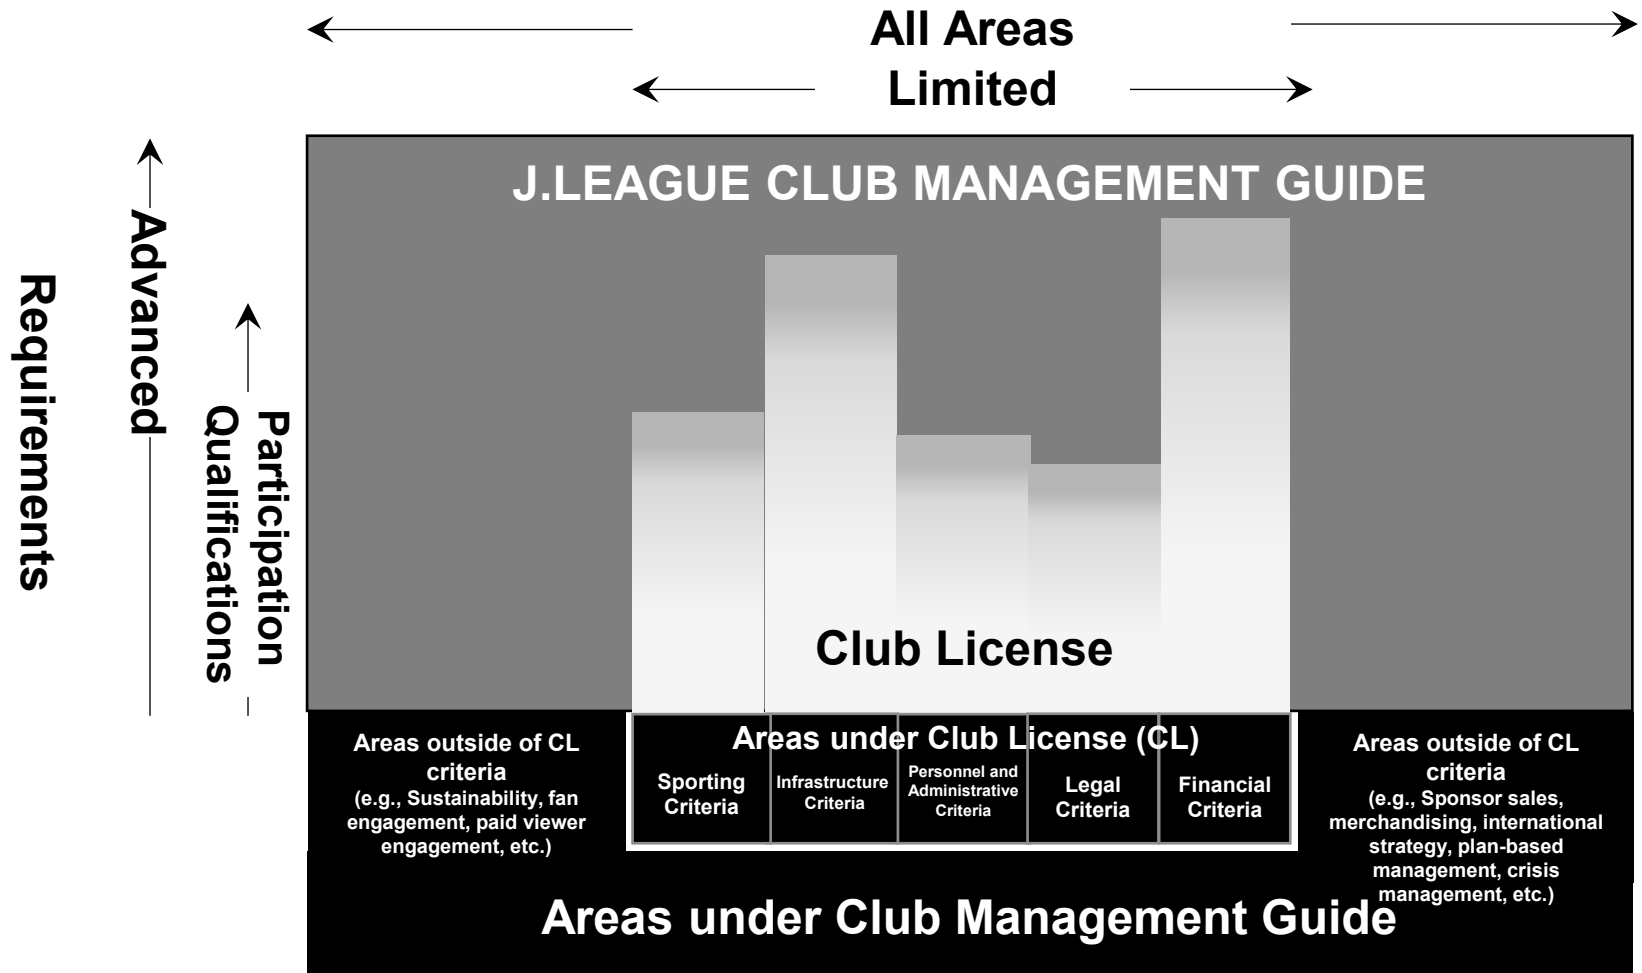 All Areas
Limited
Requirements
Advanced
Participation
Qualifications
J.LEAGUE CLUB MANAGEMENT GUIDE
Club License
Areas outside of CL
criteria
(e.g., Sustainability, fan
engagement, paid viewer
engagement, etc.)
Areas under Club License (CL)
Sporting
Criteria
Infrastructure
Criteria
Personnel and
Administrative
Criteria
Legal
Criteria
Financial
Criteria
Areas outside of CL
criteria
(e.g., Sponsor sales,
merchandising, international
strategy, plan-based
management, crisis
management, etc.)
Areas under Club Management Guide